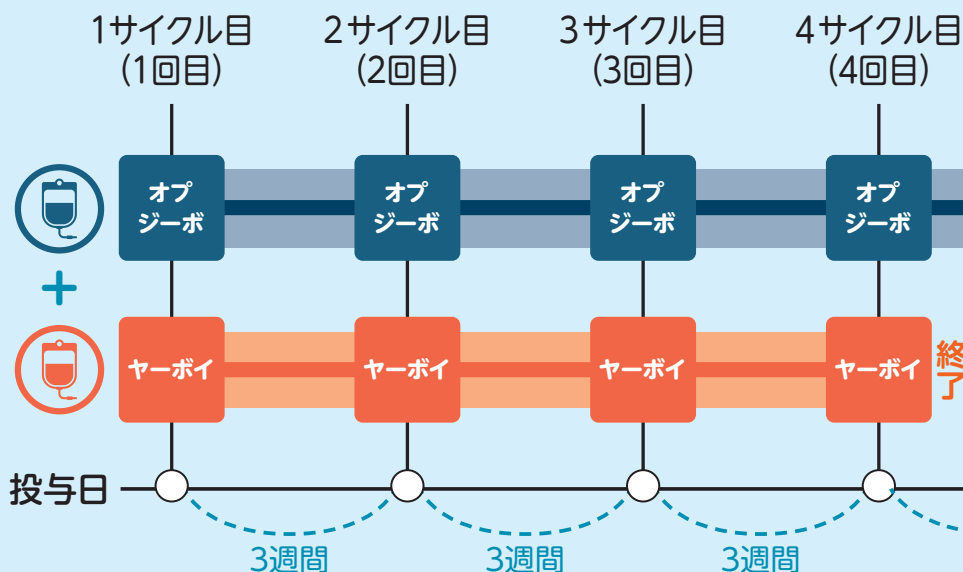 1サイクル目
(1回目)
2サイクル目
(2回目)
3サイクル目
(3回目)
4サイクル目
(4回目)
オプ
ジーボ
オプ
ジーボ
オプ
ジーボ
オプ
ジーボ
+
ヤーボイ
ヤーボイ
ヤーボイ
ヤーボイ
終了
投与日
3週間
3週間
3週間